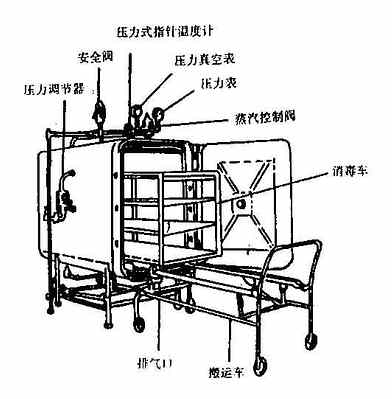 压力式指针温度计
安全阀
压力真空表
压力调节器
压力表
蒸汽控制阀
消毒车
排气口
搬运车